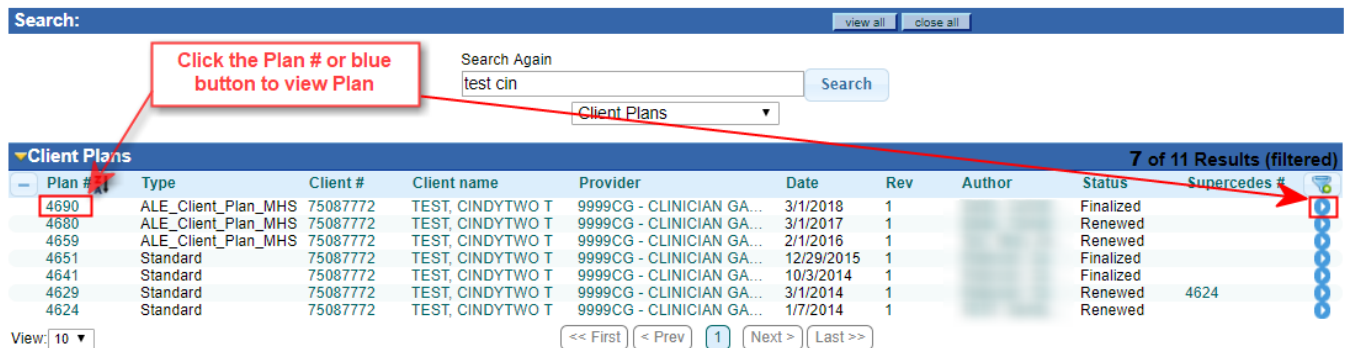 Search: view all close all
Click the Plan # or blue
button to view Plan
Search Again
test cin Search
Client Plans
Client Plans 7 of 11 Results (filtered)
Plan # Type Client # Client name Provider Date Rev Author Status Supercedes #
4690 ALE_Client_Plan_MHS 75087772 TEST, CINDYTWO T 9999CG - CLINICIAN GA... 3/1/2018 1 Finalized
4680 ALE_Client_Plan_MHS 75087772 TEST, CINDYTWO T 9999CG - CLINICIAN GA... 3/1/2017 1 Renewed
4659 ALE_Client_Plan_MHS 75087772 TEST, CINDYTWO T 9999CG - CLINICIAN GA... 2/1/2016 1 Renewed
4651 Standard 75087772 TEST, CINDYTWO T 9999CG - CLINICIAN GA... 12/29/2015 1 Finalized
4641 Standard 75087772 TEST, CINDYTWO T 9999CG - CLINICIAN GA... 10/3/2014 1 Finalized
4629 Standard 75087772 TEST, CINDYTWO T 9999CG - CLINICIAN GA... 3/1/2014 1 Renewed 4624
4624 Standard 75087772 TEST, CINDYTWO T 9999CG - CLINICIAN GA... 1/7/2014 1 Renewed
View: 10 << First < Prev 1 Next > Last >>